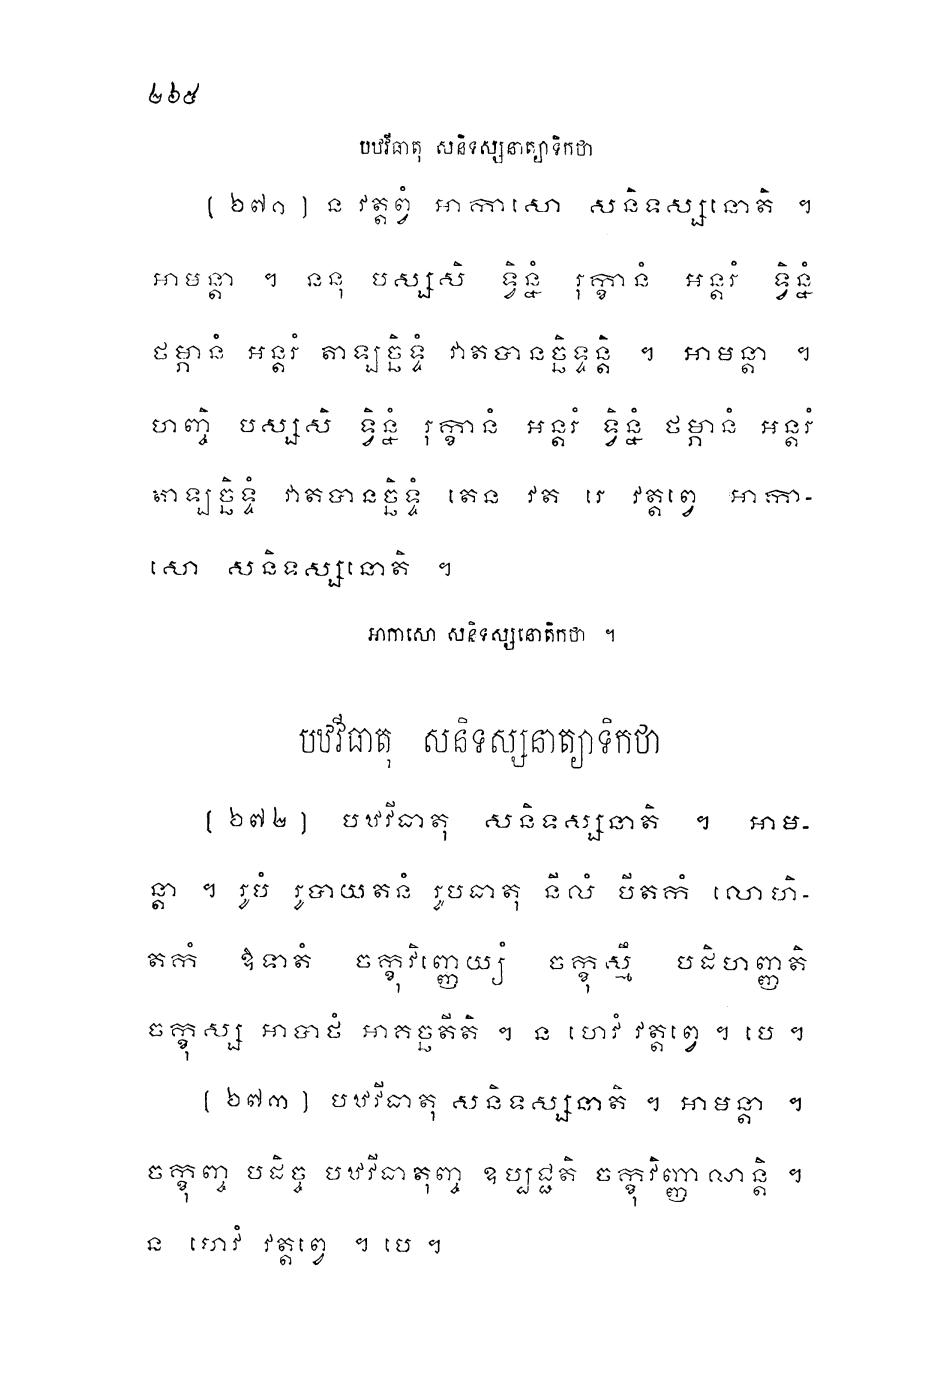 ២៦៥
បឋវីធាតុ សនិទស្សនាត្យាទិកថា
(២៧១) ន វត្តព្វំ អាកាសោ សនិទស្សនោតិ ។
អាមន្តា ។ ននុ បស្សសិ ទ្វិន្នំ រុក្ខានំ អន្តរំ ទ្វិន្នំ
ថម្ភានំ អន្តរំ តាឡច្ឆិទ្ទំ វាតបានច្ឆិទ្ទន្តិ ។ អាមន្តា ។
ហញ្ចិ បស្សសិ ទ្វិន្នំ រុក្ខានំ អន្តរំ ទ្វិន្នំ ថម្ភានំ អន្តរំ
តាឡច្ឆិទ្ទំ វាតបានច្ឆិទ្ទំ តេន វត រេ វត្តព្វេ អាកា-
សោ សនិទស្សនោតិ ។
អាកាសោ សនិទស្សនោតិកថា ។
បឋវីធាតុ សនិទស្សនាត្យាទិកថា
(២៧២) បឋវីធាតុ សនិទស្សនាតិ ។ អាម-
ន្តា ។ រូបំ រូបាយតនំ រូបធាតុ នីលំ បីតកំ លោហិ-
តកំ ឱទាតំ ចក្ខុវិញ្ញេយ្យំ ចក្ខុស្មឹ បដិហញ្ញតិ
ចក្ខុស្ស អាបាថំ អាគច្ឆតីតិ ។ ន ហេវំ វត្តព្វេ ។ បេ ។
(២៧៣) បឋវីធាតុ សនិទស្សនាតិ ។ អាមន្តា ។
ចក្ខុញ្ច បដិច្ច បឋវីធាតុញ្ច ឧប្បជ្ជតិ ចក្ខុវិញ្ញាណន្តិ ។
ន ហេវំ វត្តព្វេ ។ បេ ។